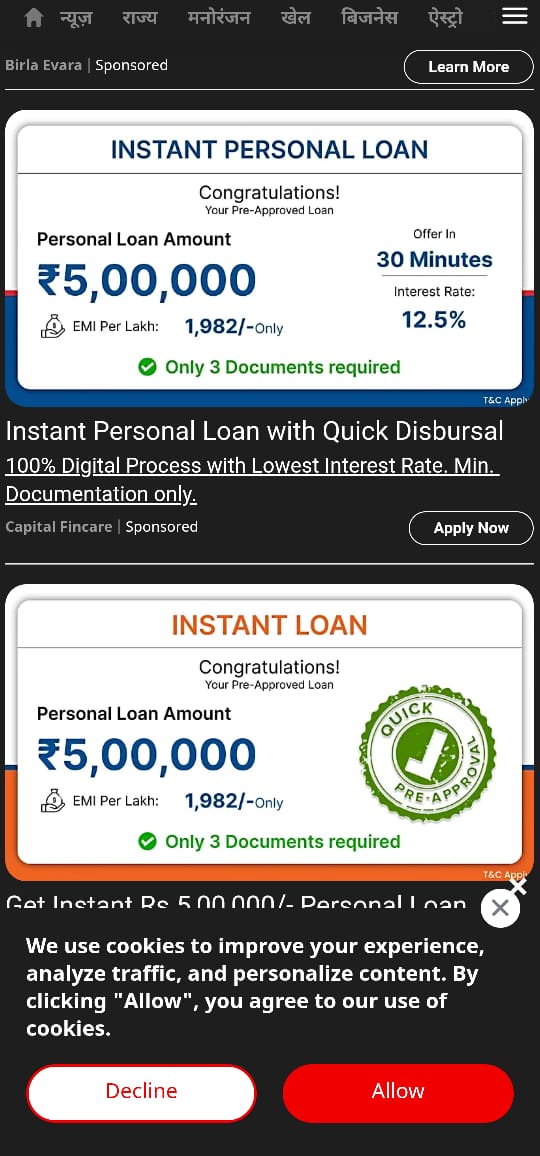 न्यूज़ राज्य मनोरंजन खेल बिजनेस ऐस्ट्रो
Birla Evara | Sponsored
Learn More
INSTANT PERSONAL LOAN
Congratulations!
Your Pre-Approved Loan
Personal Loan Amount
₹5,00,000
EMI Per Lakh: 1,982/-Only
Offer In
30 Minutes
Interest Rate:
12.5%
Only 3 Documents required
T&C Apply
Instant Personal Loan with Quick Disbursal
100% Digital Process with Lowest Interest Rate. Min.
Documentation only.
Capital Fincare | Sponsored
Apply Now
INSTANT LOAN
Congratulations!
Your Pre-Approved Loan
Personal Loan Amount
₹5,00,000
EMI Per Lakh: 1,982/-Only
QUICK
PRE-APPROVAL
Only 3 Documents required
T&C Apply
Get Instant Rs 5,00,000/- Personal Loan
We use cookies to improve your experience,
analyze traffic, and personalize content. By
clicking "Allow", you agree to our use of
cookies.
Decline
Allow